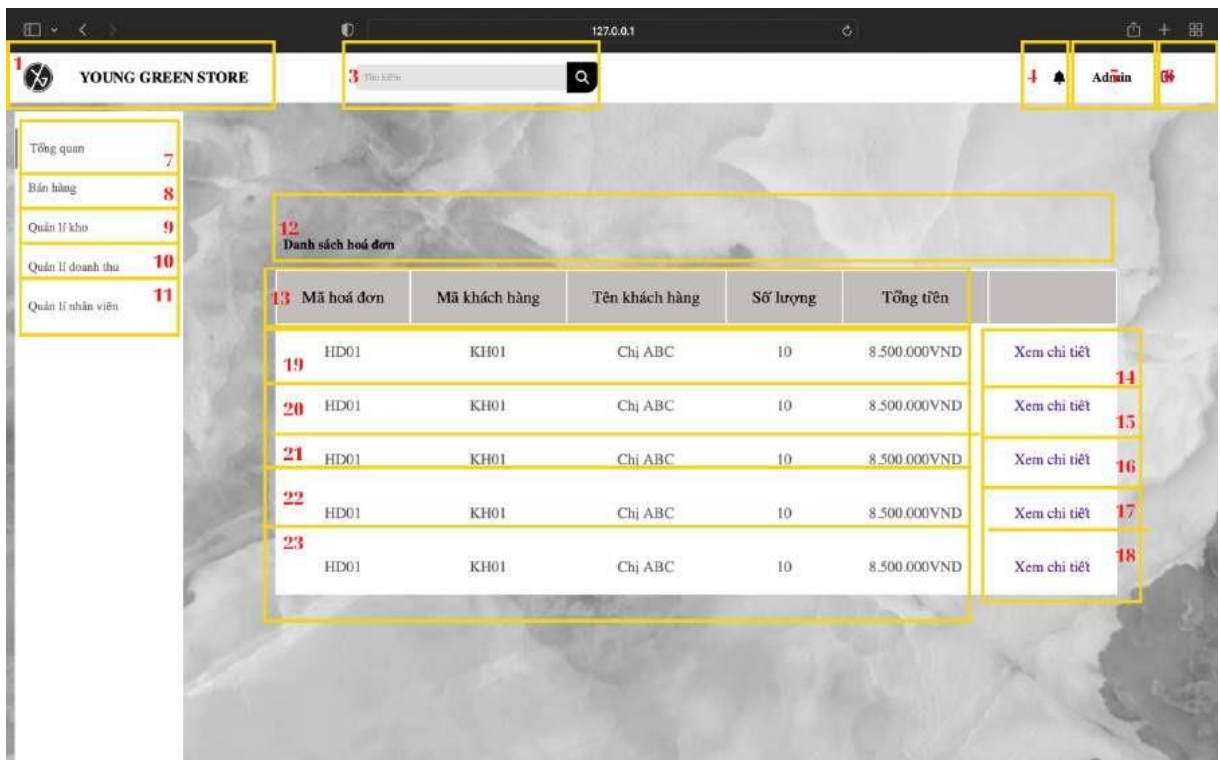 127.0.0.1
1 YOUNG GREEN STORE
3 Tìm kiếm
4 Admin
Tổng quan 7
Bán hàng 8
Quản lí kho 9
Quản lí doanh thu 10
Quản lí nhân viên 11
12
Danh sách hoá đơn
13 Mã hoá đơn Mã khách hàng Tên khách hàng Số lượng Tổng tiền
19 HD01 KH01 Chị ABC 10 8.500.000VND Xem chi tiết 14
20 HD01 KH01 Chị ABC 10 8.500.000VND Xem chi tiết 15
21 HD01 KH01 Chị ABC 10 8.500.000VND Xem chi tiết 16
22 HD01 KH01 Chị ABC 10 8.500.000VND Xem chi tiết 17
23 HD01 KH01 Chị ABC 10 8.500.000VND Xem chi tiết 18